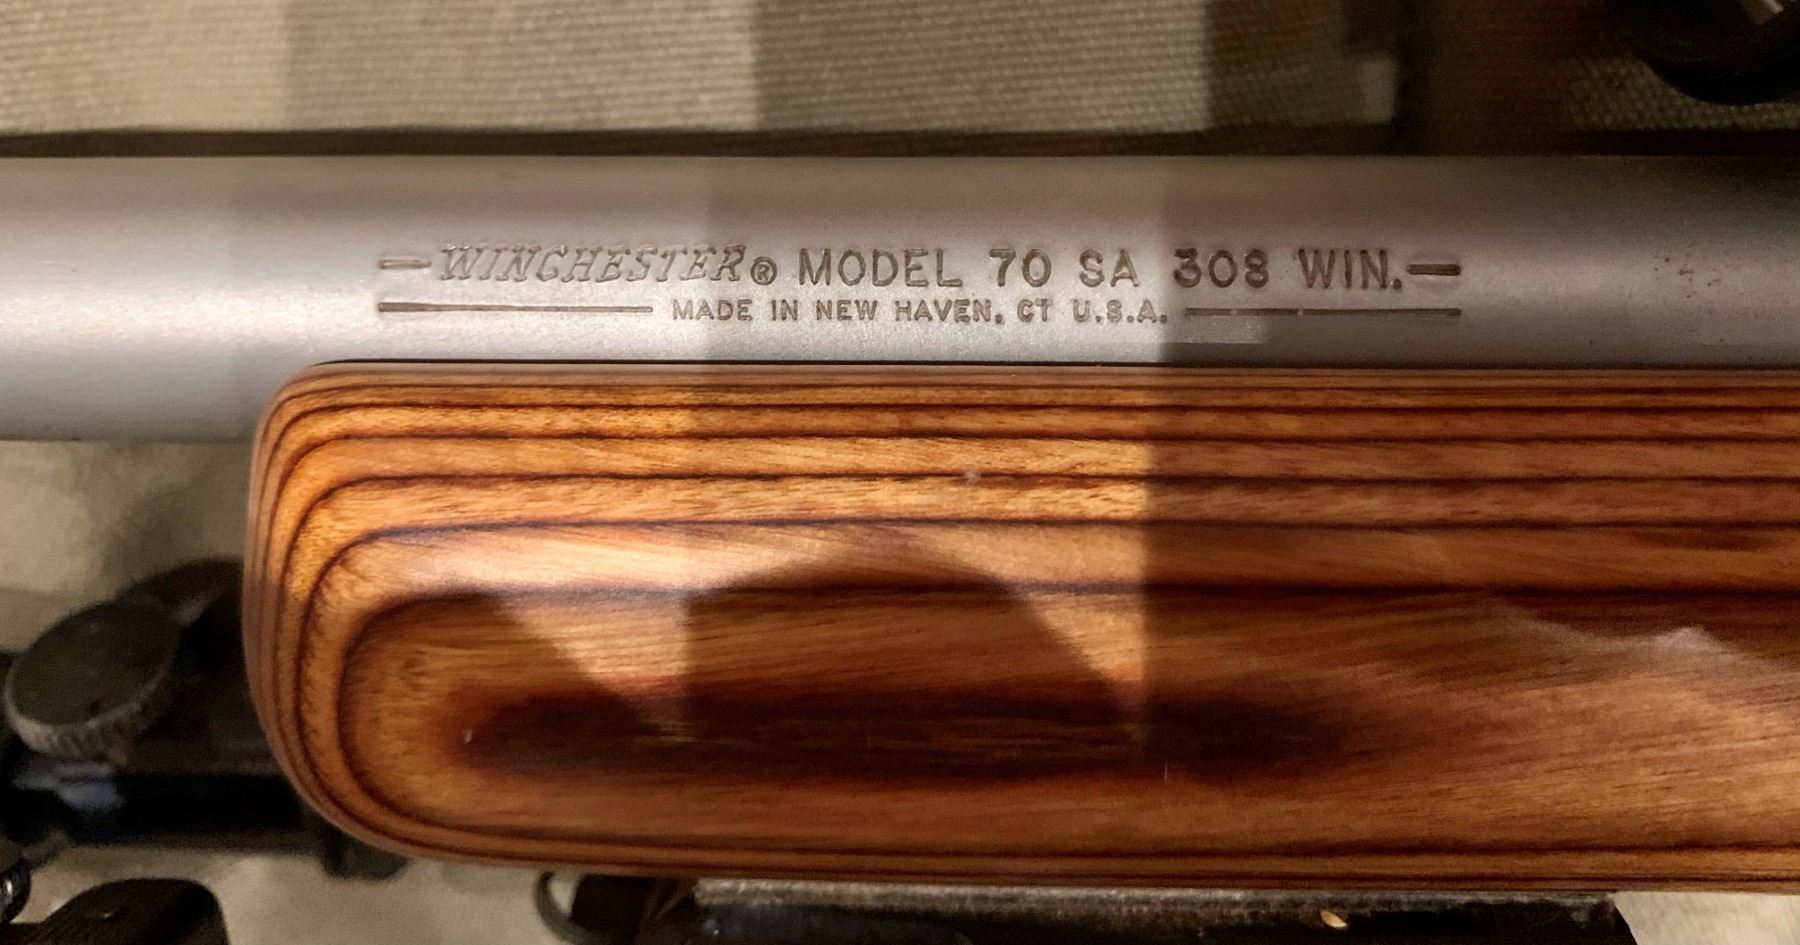 WINCHESTER® MODEL 70 SA 308 WIN.
MADE IN NEW HAVEN, CT U.S.A.